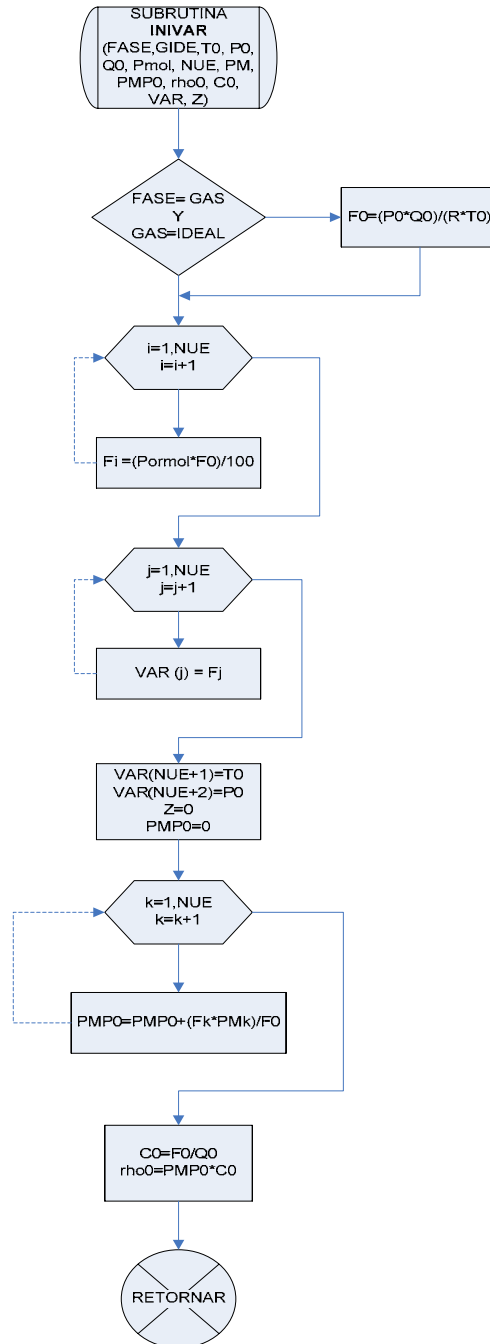 SUBRUTINA
INIVAR
(FASE,GIDE,T0, P0,
Q0, Pmol, NUE, PM,
PMP0, rho0, C0,
VAR, Z)
FASE= GAS
Y
GAS=IDEAL
F0=(P0*Q0)/(R*T0)
i=1,NUE
i=i+1
Fi =(Pormol*F0)/100
j=1,NUE
j=j+1
VAR (j) = Fj
VAR(NUE+1)=T0
VAR(NUE+2)=P0
Z=0
PMP0=0
k=1,NUE
k=k+1
PMP0=PMP0+(Fk*PMk)/F0
C0=F0/Q0
rho0=PMP0*C0
RETORNAR